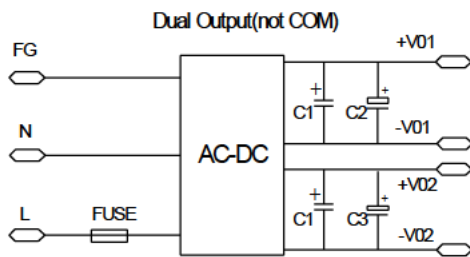 Dual Output(not COM)
FG
+V01
+
+
C1
C2
N
-V01
AC-DC
+V02
+
+
L
FUSE
C1
C3
-V02